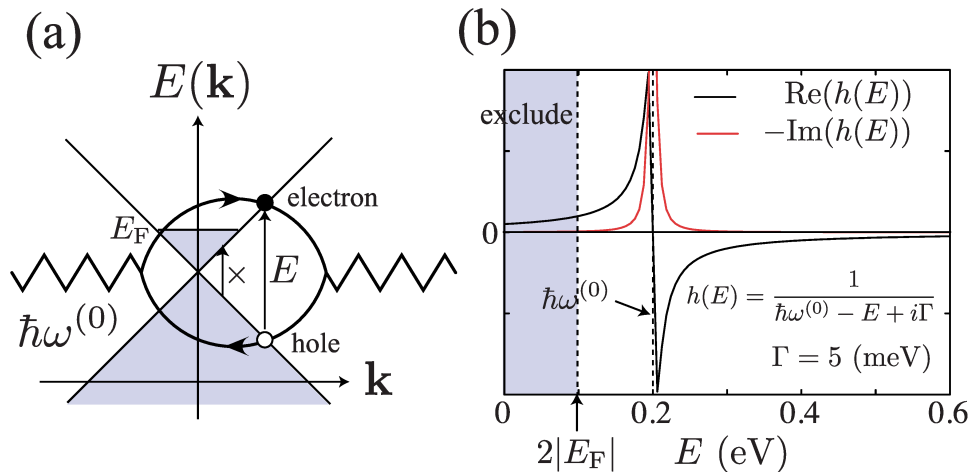 (a)
E(k)
electron
E_F
×
E
ħω^(0)
hole
k
(b)
exclude
Re(h(E))
−Im(h(E))
0
ħω^(0)
h(E) = 1 / (ħω^(0) − E + iΓ)
Γ = 5 (meV)
0 0.2 0.4 0.6
2|E_F| E (eV)